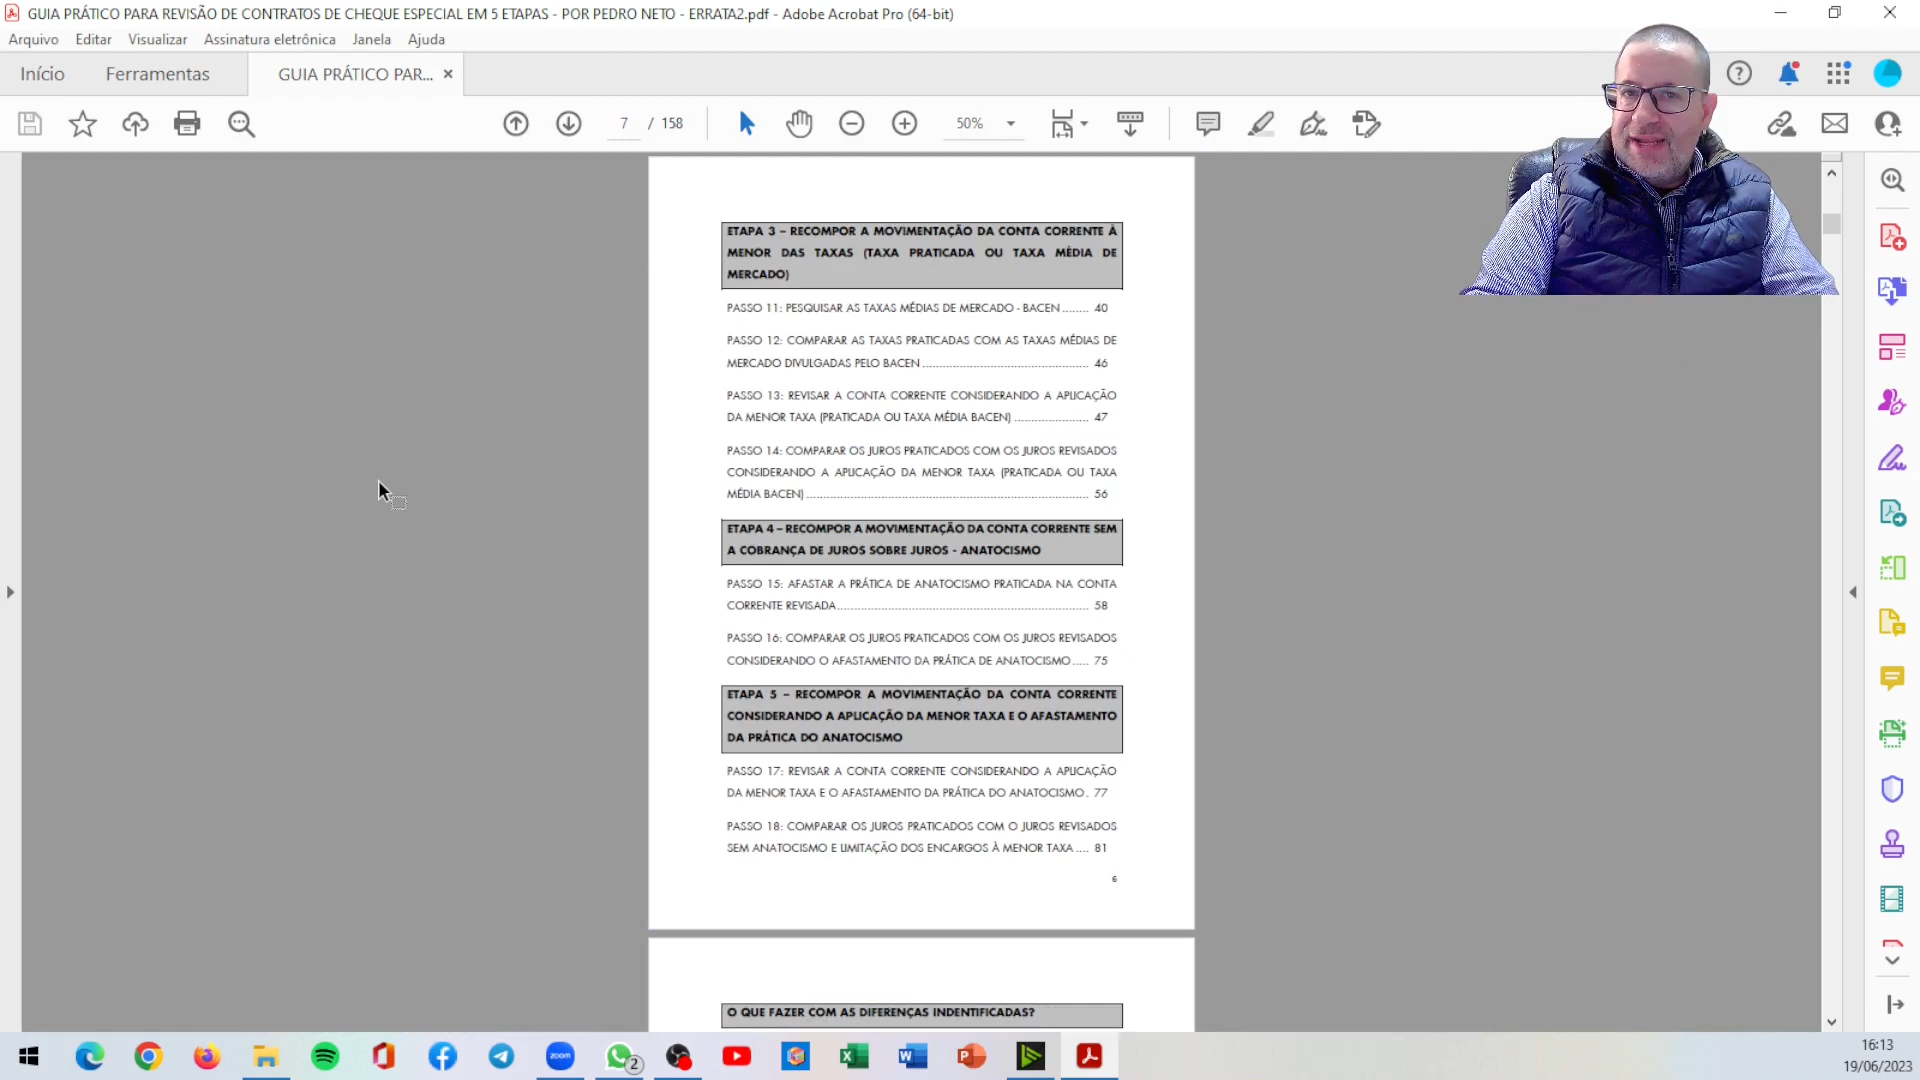 GUIA PRÁTICO PARA REVISÃO DE CONTRATOS DE CHEQUE ESPECIAL EM 5 ETAPAS - POR PEDRO NETO - ERRATA2.pdf - Adobe Acrobat Pro (64-bit)
Arquivo Editar Visualizar Assinatura eletrônica Janela Ajuda
Início Ferramentas GUIA PRÁTICO PAR... ×
7 / 158 50%
ETAPA 3 – RECOMPOR A MOVIMENTAÇÃO DA CONTA CORRENTE À
MENOR DAS TAXAS (TAXA PRATICADA OU TAXA MÉDIA DE
MERCADO)
PASSO 11: PESQUISAR AS TAXAS MÉDIAS DE MERCADO - BACEN ........ 40
PASSO 12: COMPARAR AS TAXAS PRATICADAS COM AS TAXAS MÉDIAS DE
MERCADO DIVULGADAS PELO BACEN .................................................. 46
PASSO 13: REVISAR A CONTA CORRENTE CONSIDERANDO A APLICAÇÃO
DA MENOR TAXA (PRATICADA OU TAXA MÉDIA BACEN) ...................... 47
PASSO 14: COMPARAR OS JUROS PRATICADOS COM OS JUROS REVISADOS
CONSIDERANDO A APLICAÇÃO DA MENOR TAXA (PRATICADA OU TAXA
MÉDIA BACEN) ..................................................................................... 56
ETAPA 4 – RECOMPOR A MOVIMENTAÇÃO DA CONTA CORRENTE SEM
A COBRANÇA DE JUROS SOBRE JUROS - ANATOCISMO
PASSO 15: AFASTAR A PRÁTICA DE ANATOCISMO PRATICADA NA CONTA
CORRENTE REVISADA............................................................................ 58
PASSO 16: COMPARAR OS JUROS PRATICADOS COM OS JUROS REVISADOS
CONSIDERANDO O AFASTAMENTO DA PRÁTICA DE ANATOCISMO..... 75
ETAPA 5 – RECOMPOR A MOVIMENTAÇÃO DA CONTA CORRENTE
CONSIDERANDO A APLICAÇÃO DA MENOR TAXA E O AFASTAMENTO
DA PRÁTICA DO ANATOCISMO
PASSO 17: REVISAR A CONTA CORRENTE CONSIDERANDO A APLICAÇÃO
DA MENOR TAXA E O AFASTAMENTO DA PRÁTICA DO ANATOCISMO . 77
PASSO 18: COMPARAR OS JUROS PRATICADOS COM O JUROS REVISADOS
SEM ANATOCISMO E LIMITAÇÃO DOS ENCARGOS À MENOR TAXA .... 81
6
O QUE FAZER COM AS DIFERENÇAS INDENTIFICADAS?
zoom
2
16:13
19/06/2023